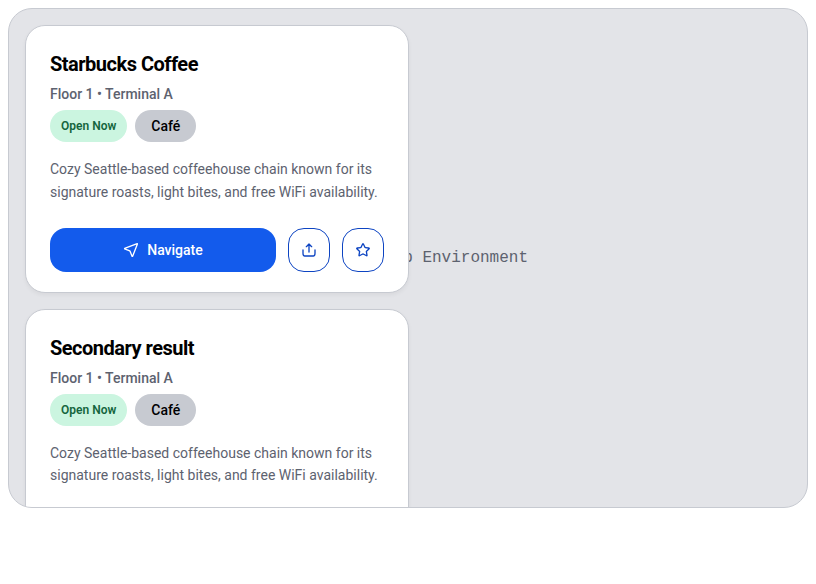 Starbucks Coffee
Floor 1 • Terminal A
Open Now Café
Cozy Seattle-based coffeehouse chain known for its
signature roasts, light bites, and free WiFi availability.
Navigate
Environment
Secondary result
Floor 1 • Terminal A
Open Now Café
Cozy Seattle-based coffeehouse chain known for its
signature roasts, light bites, and free WiFi availability.